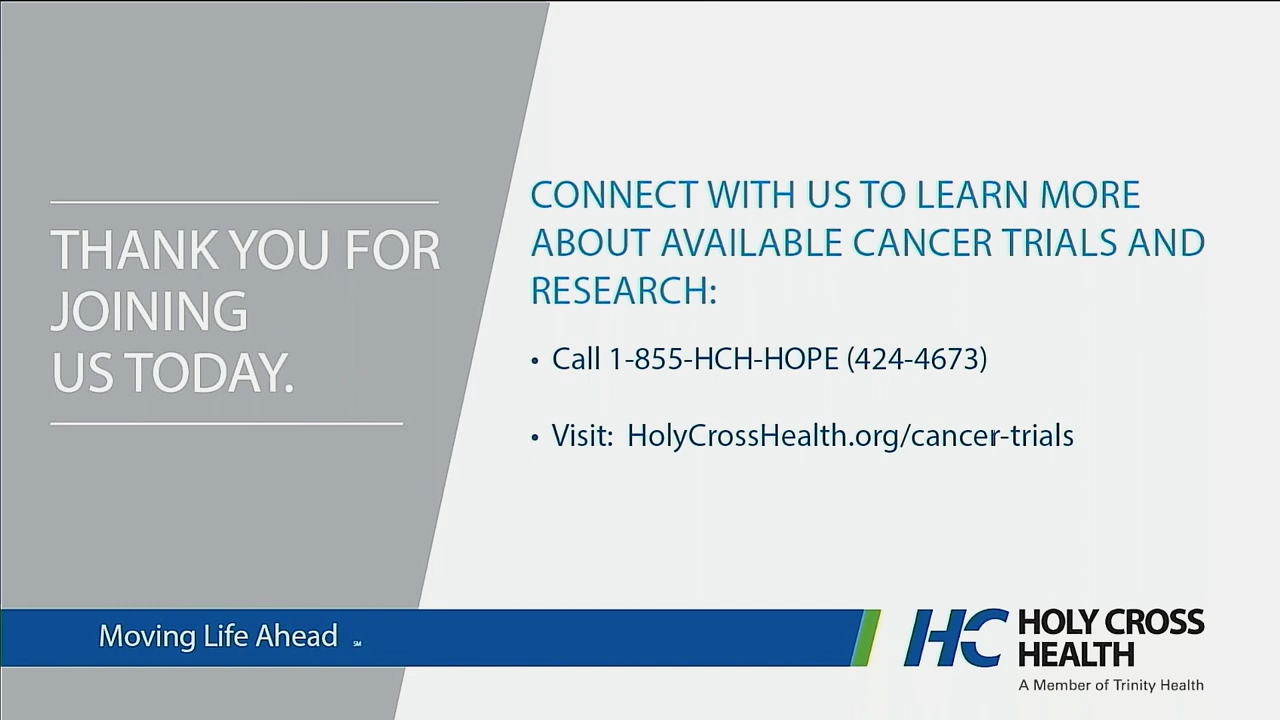 THANK YOU FOR
JOINING
US TODAY.
CONNECT WITH US TO LEARN MORE
ABOUT AVAILABLE CANCER TRIALS AND
RESEARCH:
• Call 1-855-HCH-HOPE (424-4673)
• Visit: HolyCrossHealth.org/cancer-trials
Moving Life Ahead SM
HC HOLY CROSS
HEALTH
A Member of Trinity Health